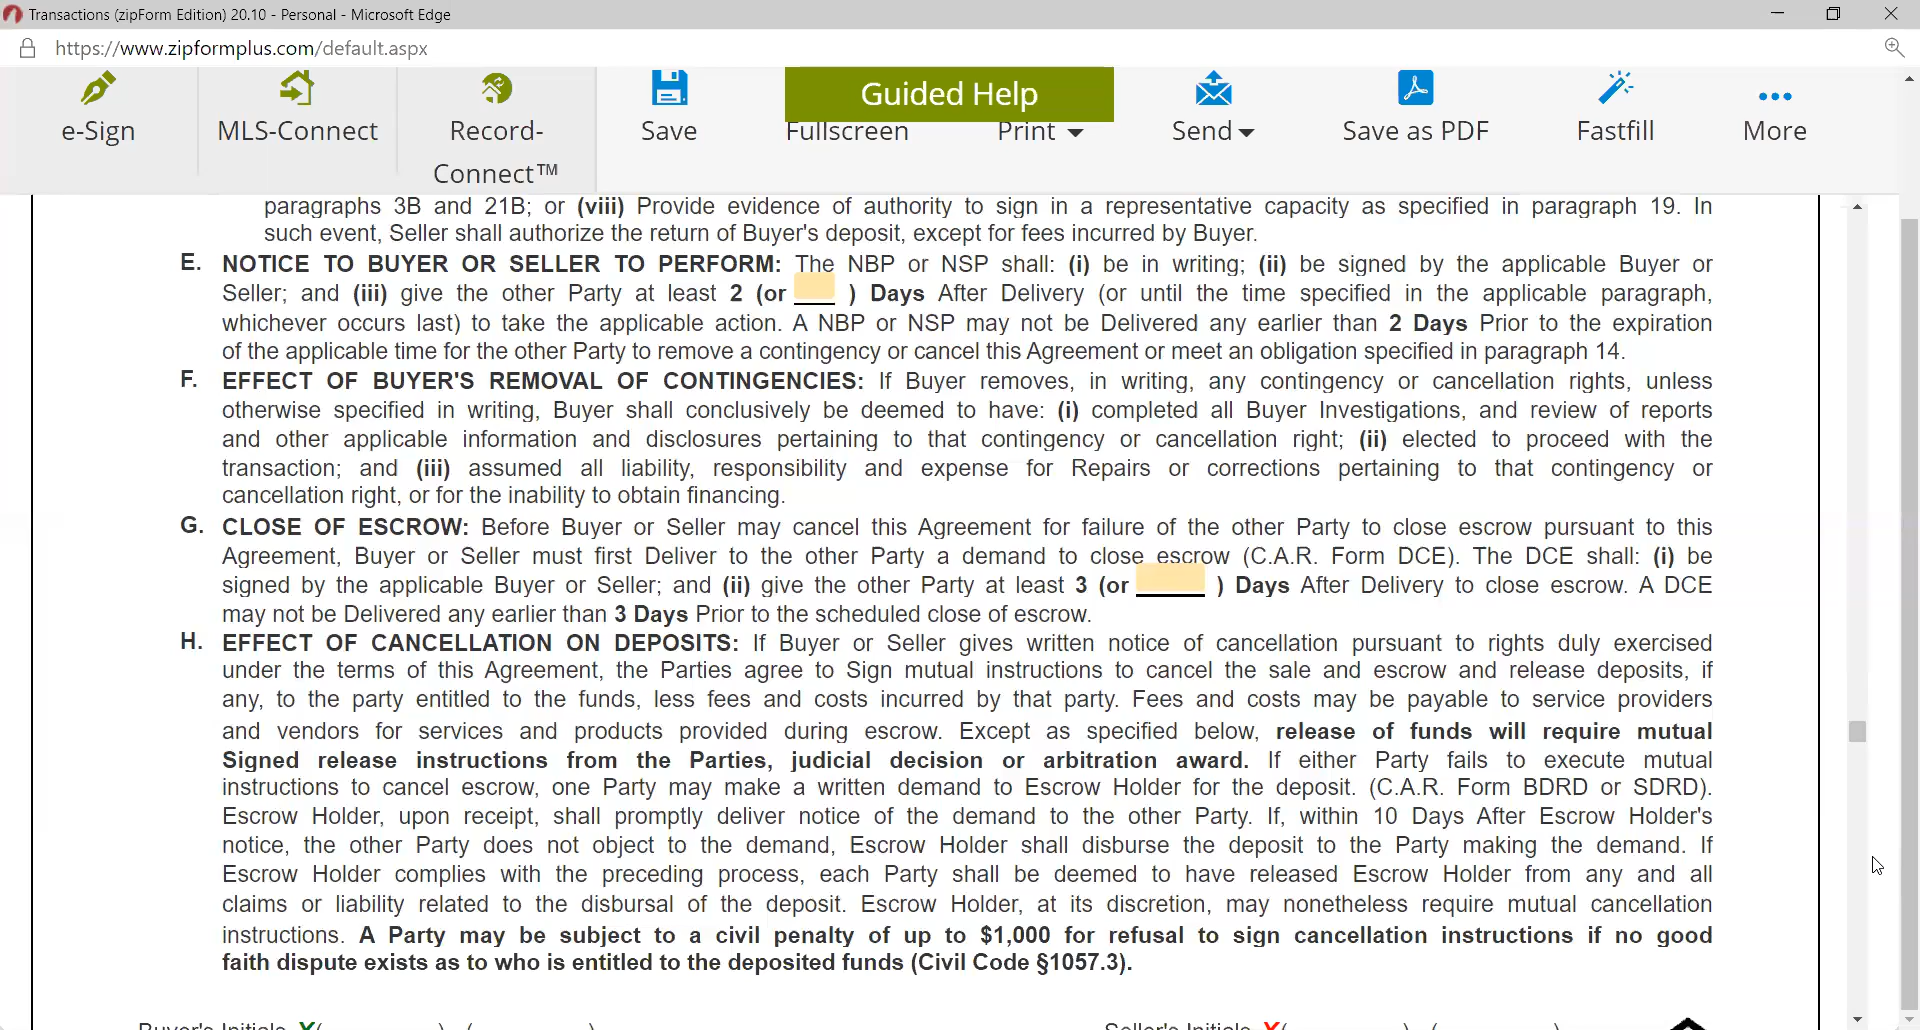 Transactions (zipForm Edition) 20.10 - Personal - Microsoft Edge
https://www.zipformplus.com/default.aspx
e-Sign
MLS-Connect
Record-
Connect™
Save
Guided Help
Fullscreen
Print
Send
Save as PDF
Fastfill
More
paragraphs 3B and 21B; or (viii) Provide evidence of authority to sign in a representative capacity as specified in paragraph 19. In
such event, Seller shall authorize the return of Buyer's deposit, except for fees incurred by Buyer.
E. NOTICE TO BUYER OR SELLER TO PERFORM: The NBP or NSP shall: (i) be in writing; (ii) be signed by the applicable Buyer or
Seller; and (iii) give the other Party at least 2 (or ) Days After Delivery (or until the time specified in the applicable paragraph,
whichever occurs last) to take the applicable action. A NBP or NSP may not be Delivered any earlier than 2 Days Prior to the expiration
of the applicable time for the other Party to remove a contingency or cancel this Agreement or meet an obligation specified in paragraph 14.
F. EFFECT OF BUYER'S REMOVAL OF CONTINGENCIES: If Buyer removes, in writing, any contingency or cancellation rights, unless
otherwise specified in writing, Buyer shall conclusively be deemed to have: (i) completed all Buyer Investigations, and review of reports
and other applicable information and disclosures pertaining to that contingency or cancellation right; (ii) elected to proceed with the
transaction; and (iii) assumed all liability, responsibility and expense for Repairs or corrections pertaining to that contingency or
cancellation right, or for the inability to obtain financing.
G. CLOSE OF ESCROW: Before Buyer or Seller may cancel this Agreement for failure of the other Party to close escrow pursuant to this
Agreement, Buyer or Seller must first Deliver to the other Party a demand to close escrow (C.A.R. Form DCE). The DCE shall: (i) be
signed by the applicable Buyer or Seller; and (ii) give the other Party at least 3 (or ) Days After Delivery to close escrow. A DCE
may not be Delivered any earlier than 3 Days Prior to the scheduled close of escrow.
H. EFFECT OF CANCELLATION ON DEPOSITS: If Buyer or Seller gives written notice of cancellation pursuant to rights duly exercised
under the terms of this Agreement, the Parties agree to Sign mutual instructions to cancel the sale and escrow and release deposits, if
any, to the party entitled to the funds, less fees and costs incurred by that party. Fees and costs may be payable to service providers
and vendors for services and products provided during escrow. Except as specified below, release of funds will require mutual
Signed release instructions from the Parties, judicial decision or arbitration award. If either Party fails to execute mutual
instructions to cancel escrow, one Party may make a written demand to Escrow Holder for the deposit. (C.A.R. Form BDRD or SDRD).
Escrow Holder, upon receipt, shall promptly deliver notice of the demand to the other Party. If, within 10 Days After Escrow Holder's
notice, the other Party does not object to the demand, Escrow Holder shall disburse the deposit to the Party making the demand. If
Escrow Holder complies with the preceding process, each Party shall be deemed to have released Escrow Holder from any and all
claims or liability related to the disbursal of the deposit. Escrow Holder, at its discretion, may nonetheless require mutual cancellation
instructions. A Party may be subject to a civil penalty of up to $1,000 for refusal to sign cancellation instructions if no good
faith dispute exists as to who is entitled to the deposited funds (Civil Code §1057.3).
Buyer's Initials X( ) ( ) Seller's Initials X( ) ( )